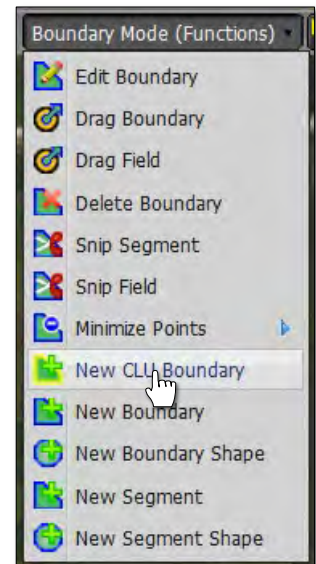 Boundary Mode (Functions)
Edit Boundary
Drag Boundary
Drag Field
Delete Boundary
Snip Segment
Snip Field
Minimize Points
New CLU Boundary
New Boundary
New Boundary Shape
New Segment
New Segment Shape